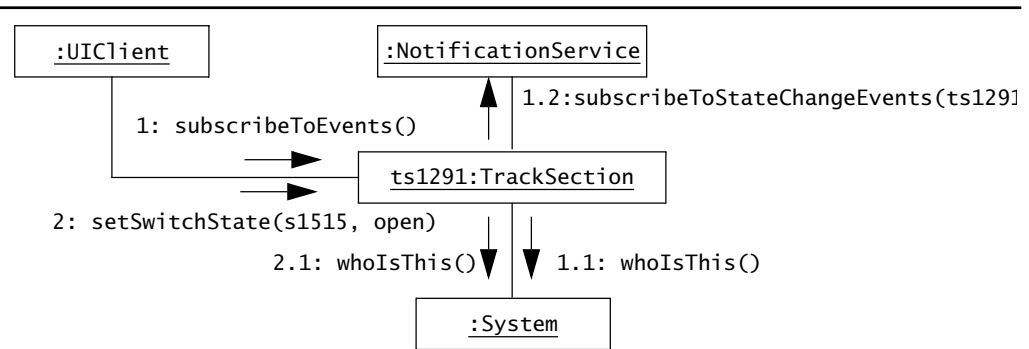 :UIClient
:NotificationService
1.2:subscribeToStateChangeEvents(ts1291
1: subscribeToEvents()
ts1291:TrackSection
2: setSwitchState(s1515, open)
2.1: whoIsThis()
1.1: whoIsThis()
:System